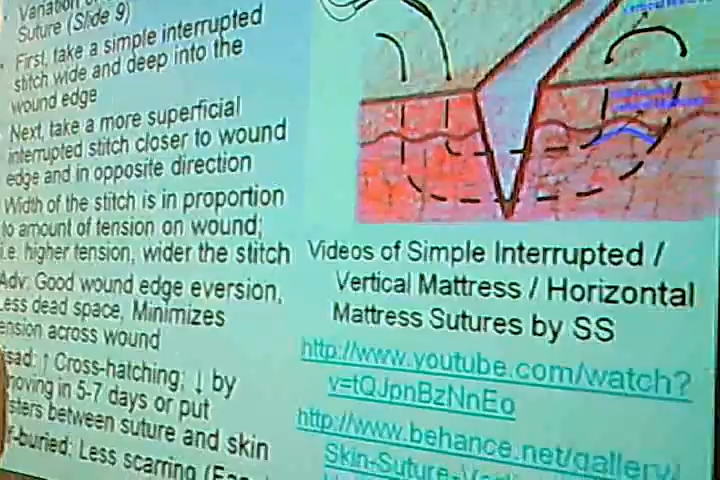 Variation
Suture (Slide 9)
First, take a simple interrupted
stitch wide and deep into the
wound edge
Next, take a more superficial
interrupted stitch closer to wound
edge and in opposite direction
Width of the stitch is in proportion
to amount of tension on wound;
i.e. higher tension, wider the stitch
Adv: Good wound edge eversion,
Less dead space, Minimizes
ension across wound
sad: ↑ Cross-hatching; ↓ by
moving in 5-7 days or put
sters between suture and skin
f-buried: Less scarring
Videos of Simple Interrupted /
Vertical Mattress / Horizontal
Mattress Sutures by SS
http://www.youtube.com/watch?
v=tQJpnBzNnEo
http://www.behance.net/gallery/
Skin-Suture-